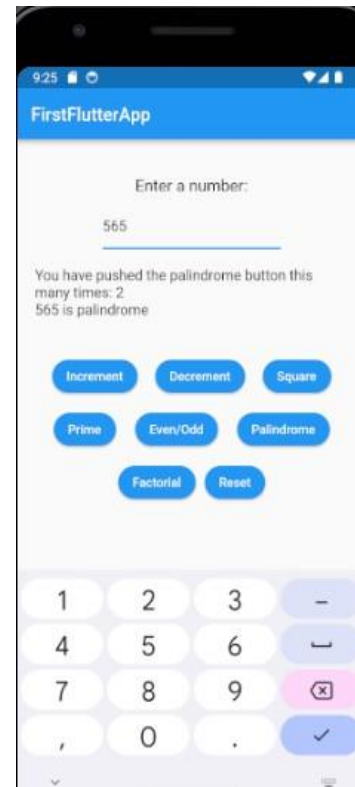 9:25
FirstFlutterApp
Enter a number:
565
You have pushed the palindrome button this
many times: 2
565 is palindrome
Increment Decrement Square
Prime Even/Odd Palindrome
Factorial Reset
1 2 3 -
4 5 6
7 8 9
, 0 .